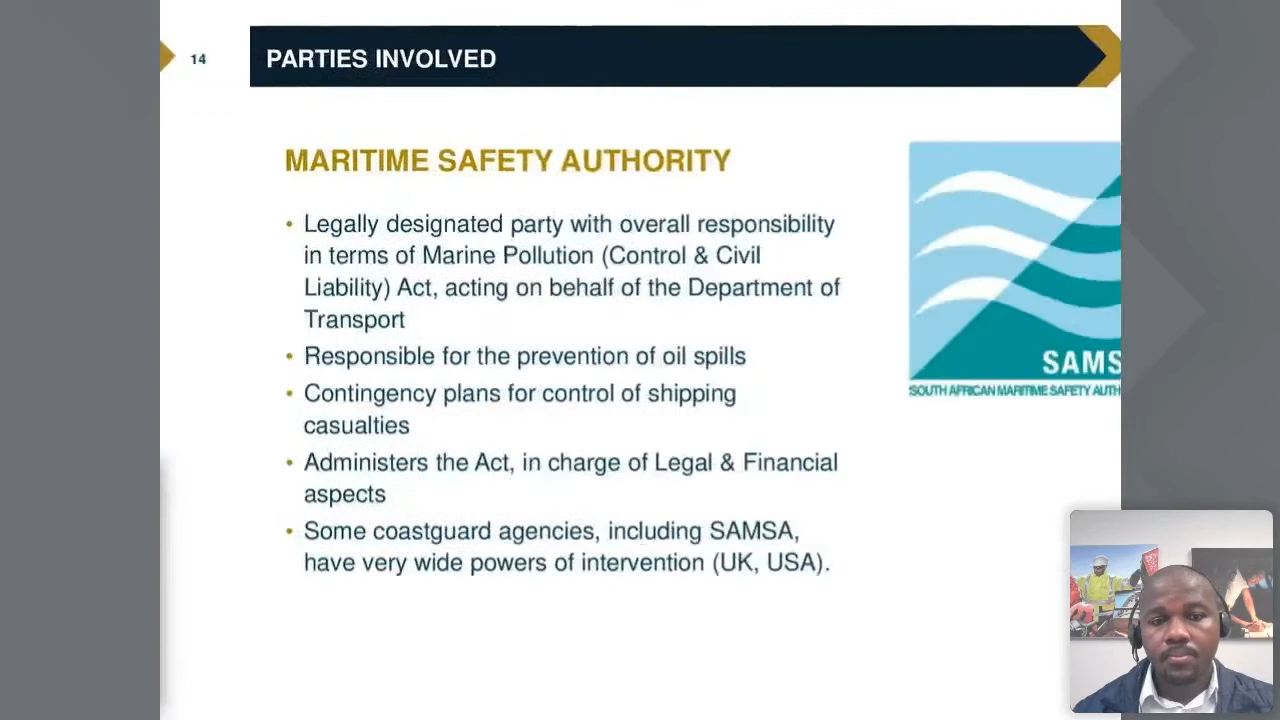 14
PARTIES INVOLVED
MARITIME SAFETY AUTHORITY
• Legally designated party with overall responsibility
in terms of Marine Pollution (Control & Civil
Liability) Act, acting on behalf of the Department of
Transport
• Responsible for the prevention of oil spills
• Contingency plans for control of shipping
casualties
• Administers the Act, in charge of Legal & Financial
aspects
• Some coastguard agencies, including SAMSA,
have very wide powers of intervention (UK, USA).
SAMS
SOUTH AFRICAN MARITIME SAFETY AUTH